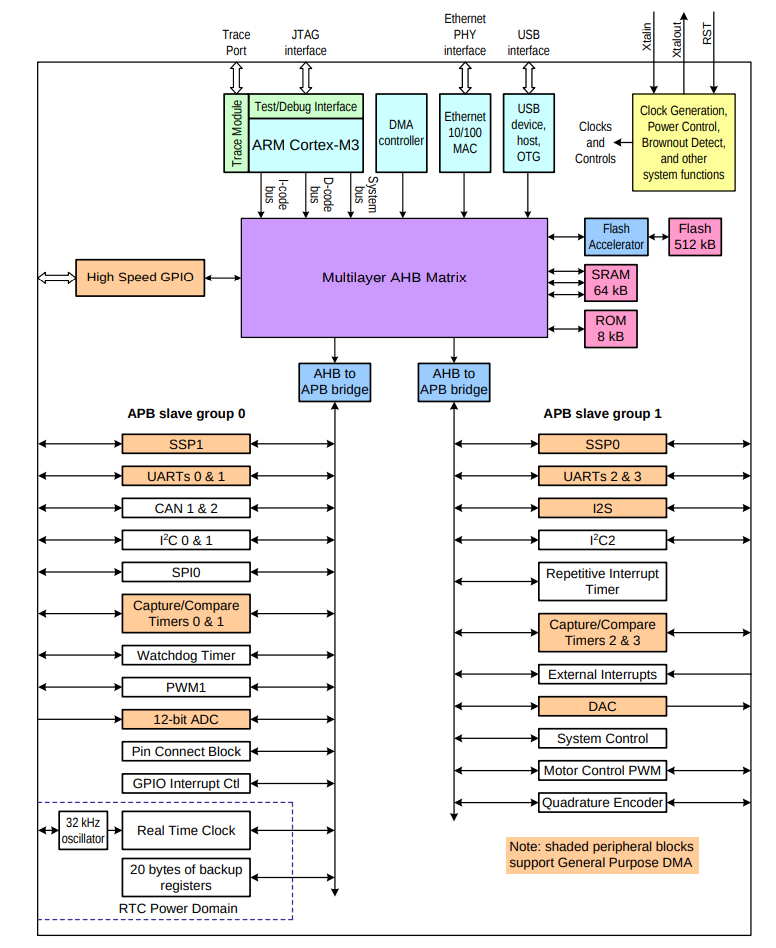 Trace
Port
JTAG
interface
Ethernet
PHY
interface
USB
interface
Xtalin
Xtalout
RST
Trace Module
Test/Debug Interface
ARM Cortex-M3
DMA
controller
Ethernet
10/100
MAC
USB
device,
host,
OTG
Clocks
and
Controls
Clock Generation,
Power Control,
Brownout Detect,
and other
system functions
I-code
bus
D-code
bus
System
bus
High Speed GPIO
Multilayer AHB Matrix
Flash
Accelerator
Flash
512 kB
SRAM
64 kB
ROM
8 kB
AHB to
APB bridge
AHB to
APB bridge
APB slave group 0
SSP1
UARTs 0 & 1
CAN 1 & 2
I²C 0 & 1
SPI0
Capture/Compare
Timers 0 & 1
Watchdog Timer
PWM1
12-bit ADC
Pin Connect Block
GPIO Interrupt Ctl
32 kHz
oscillator
Real Time Clock
20 bytes of backup
registers
RTC Power Domain
APB slave group 1
SSP0
UARTs 2 & 3
I2S
I²C2
Repetitive Interrupt
Timer
Capture/Compare
Timers 2 & 3
External Interrupts
DAC
System Control
Motor Control PWM
Quadrature Encoder
Note: shaded peripheral blocks
support General Purpose DMA